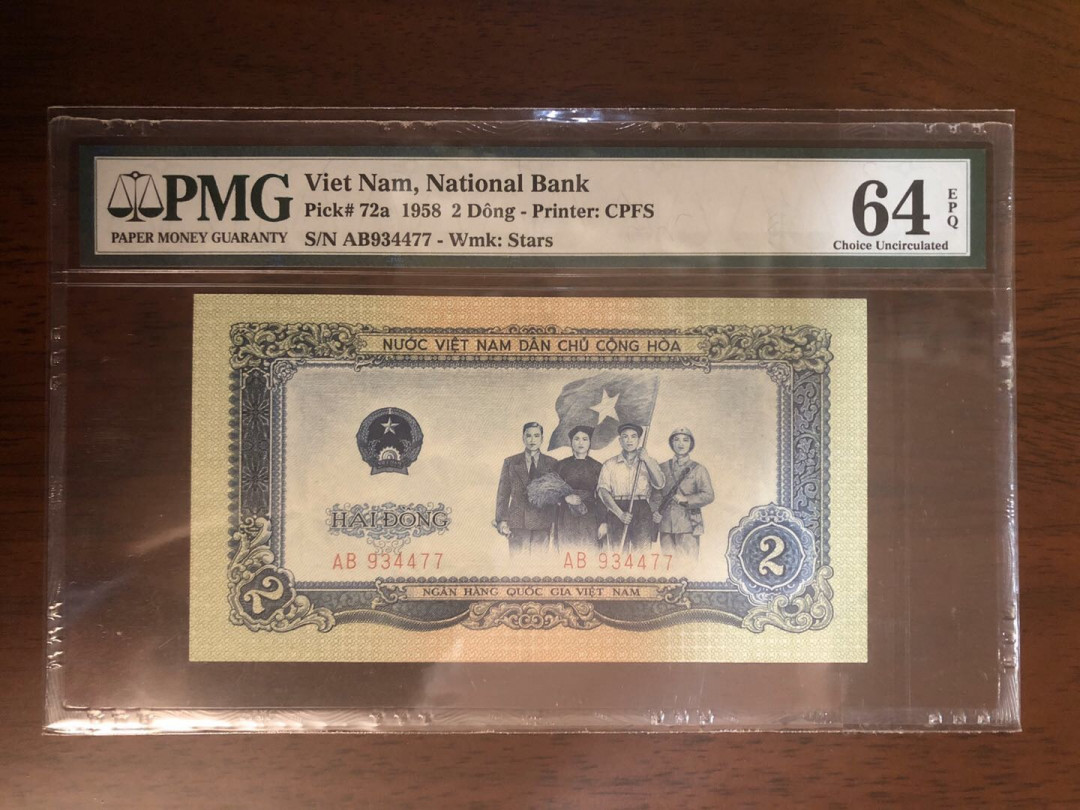 PMG
PAPER MONEY GUARANTY
Viet Nam, National Bank
Pick# 72a 1958 2 Dông - Printer: CPFS
S/N AB934477 - Wmk: Stars
64
EPQ
Choice Uncirculated
NƯỚC VIỆT NAM DÂN CHỦ CỘNG HÒA
HAI ĐỒNG
AB 934477
AB 934477
2
2
NGÂN HÀNG QUỐC GIA VIỆT NAM